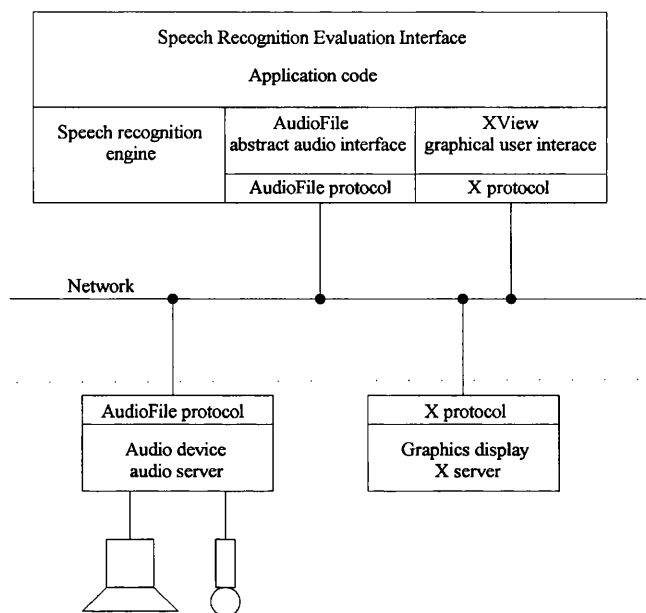 Speech Recognition Evaluation Interface
Application code
Speech recognition
engine
AudioFile
abstract audio interface
XView
graphical user interace
AudioFile protocol
X protocol
Network
AudioFile protocol
X protocol
Audio device
audio server
Graphics display
X server